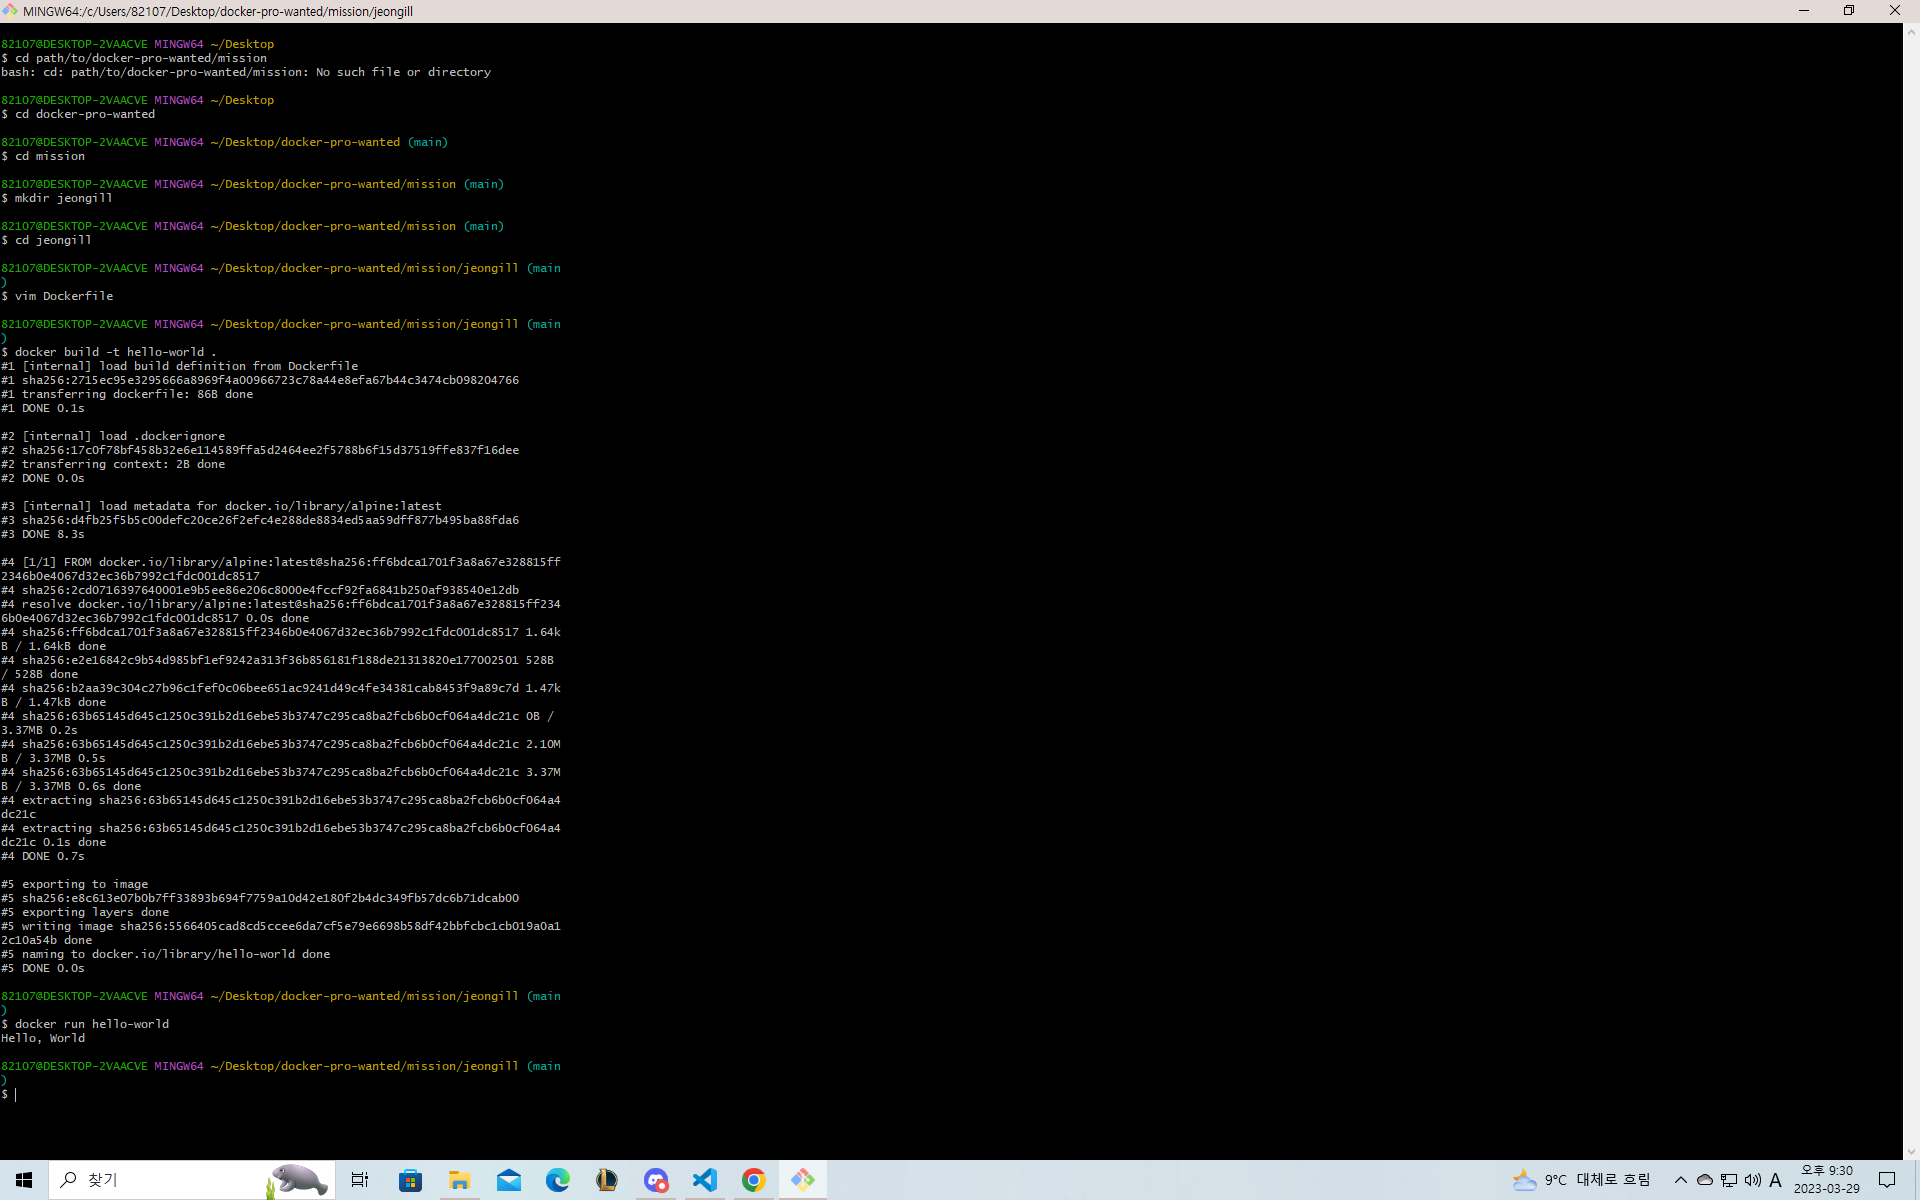 MINGW64:/c/Users/82107/Desktop/docker-pro-wanted/mission/jeongill
82107@DESKTOP-2VAACVE MINGW64 ~/Desktop
$ cd path/to/docker-pro-wanted/mission
bash: cd: path/to/docker-pro-wanted/mission: No such file or directory
82107@DESKTOP-2VAACVE MINGW64 ~/Desktop
$ cd docker-pro-wanted
82107@DESKTOP-2VAACVE MINGW64 ~/Desktop/docker-pro-wanted (main)
$ cd mission
82107@DESKTOP-2VAACVE MINGW64 ~/Desktop/docker-pro-wanted/mission (main)
$ mkdir jeongill
82107@DESKTOP-2VAACVE MINGW64 ~/Desktop/docker-pro-wanted/mission (main)
$ cd jeongill
82107@DESKTOP-2VAACVE MINGW64 ~/Desktop/docker-pro-wanted/mission/jeongill (main
)
$ vim Dockerfile
82107@DESKTOP-2VAACVE MINGW64 ~/Desktop/docker-pro-wanted/mission/jeongill (main
)
$ docker build -t hello-world .
#1 [internal] load build definition from Dockerfile
#1 sha256:2715ec95e3295666a8969f4a00966723c78a44e8efa67b44c3474cb098204766
#1 transferring dockerfile: 86B done
#1 DONE 0.1s
#2 [internal] load .dockerignore
#2 sha256:17c0f78bf458b32e6e114589ffa5d2464ee2f5788b6f15d37519ffe837f16dee
#2 transferring context: 2B done
#2 DONE 0.0s
#3 [internal] load metadata for docker.io/library/alpine:latest
#3 sha256:d4fb25f5b5c00defc20ce26f2efc4e288de8834ed5aa59dff877b495ba88fda6
#3 DONE 8.3s
#4 [1/1] FROM docker.io/library/alpine:latest@sha256:ff6bdca1701f3a8a67e328815ff
2346b0e4067d32ec36b7992c1fdc001dc8517
#4 sha256:2cd0716397640001e9b5ee86e206c8000e4fccf92fa6841b250af938540e12db
#4 resolve docker.io/library/alpine:latest@sha256:ff6bdca1701f3a8a67e328815ff234
6b0e4067d32ec36b7992c1fdc001dc8517 0.0s done
#4 sha256:ff6bdca1701f3a8a67e328815ff2346b0e4067d32ec36b7992c1fdc001dc8517 1.64k
B / 1.64kB done
#4 sha256:e2e16842c9b54d985bf1ef9242a313f36b856181f188de21313820e177002501 528B
/ 528B done
#4 sha256:b2aa39c304c27b96c1fef0c06bee651ac9241d49c4fe34381cab8453f9a89c7d 1.47k
B / 1.47kB done
#4 sha256:63b65145d645c1250c391b2d16ebe53b3747c295ca8ba2fcb6b0cf064a4dc21c 0B /
3.37MB 0.2s
#4 sha256:63b65145d645c1250c391b2d16ebe53b3747c295ca8ba2fcb6b0cf064a4dc21c 2.10M
B / 3.37MB 0.5s
#4 sha256:63b65145d645c1250c391b2d16ebe53b3747c295ca8ba2fcb6b0cf064a4dc21c 3.37M
B / 3.37MB 0.6s done
#4 extracting sha256:63b65145d645c1250c391b2d16ebe53b3747c295ca8ba2fcb6b0cf064a4
dc21c
#4 extracting sha256:63b65145d645c1250c391b2d16ebe53b3747c295ca8ba2fcb6b0cf064a4
dc21c 0.1s done
#4 DONE 0.7s
#5 exporting to image
#5 sha256:e8c613e07b0b7ff33893b694f7759a10d42e180f2b4dc349fb57dc6b71dcab00
#5 exporting layers done
#5 writing image sha256:5566405cad8cd5ccee6da7cf5e79e6698b58df42bbfcbc1cb019a0a1
2c10a54b done
#5 naming to docker.io/library/hello-world done
#5 DONE 0.0s
82107@DESKTOP-2VAACVE MINGW64 ~/Desktop/docker-pro-wanted/mission/jeongill (main
)
$ docker run hello-world
Hello, World
82107@DESKTOP-2VAACVE MINGW64 ~/Desktop/docker-pro-wanted/mission/jeongill (main
)
$
찾기
9°C 대체로 흐림
A
오후 9:30
2023-03-29